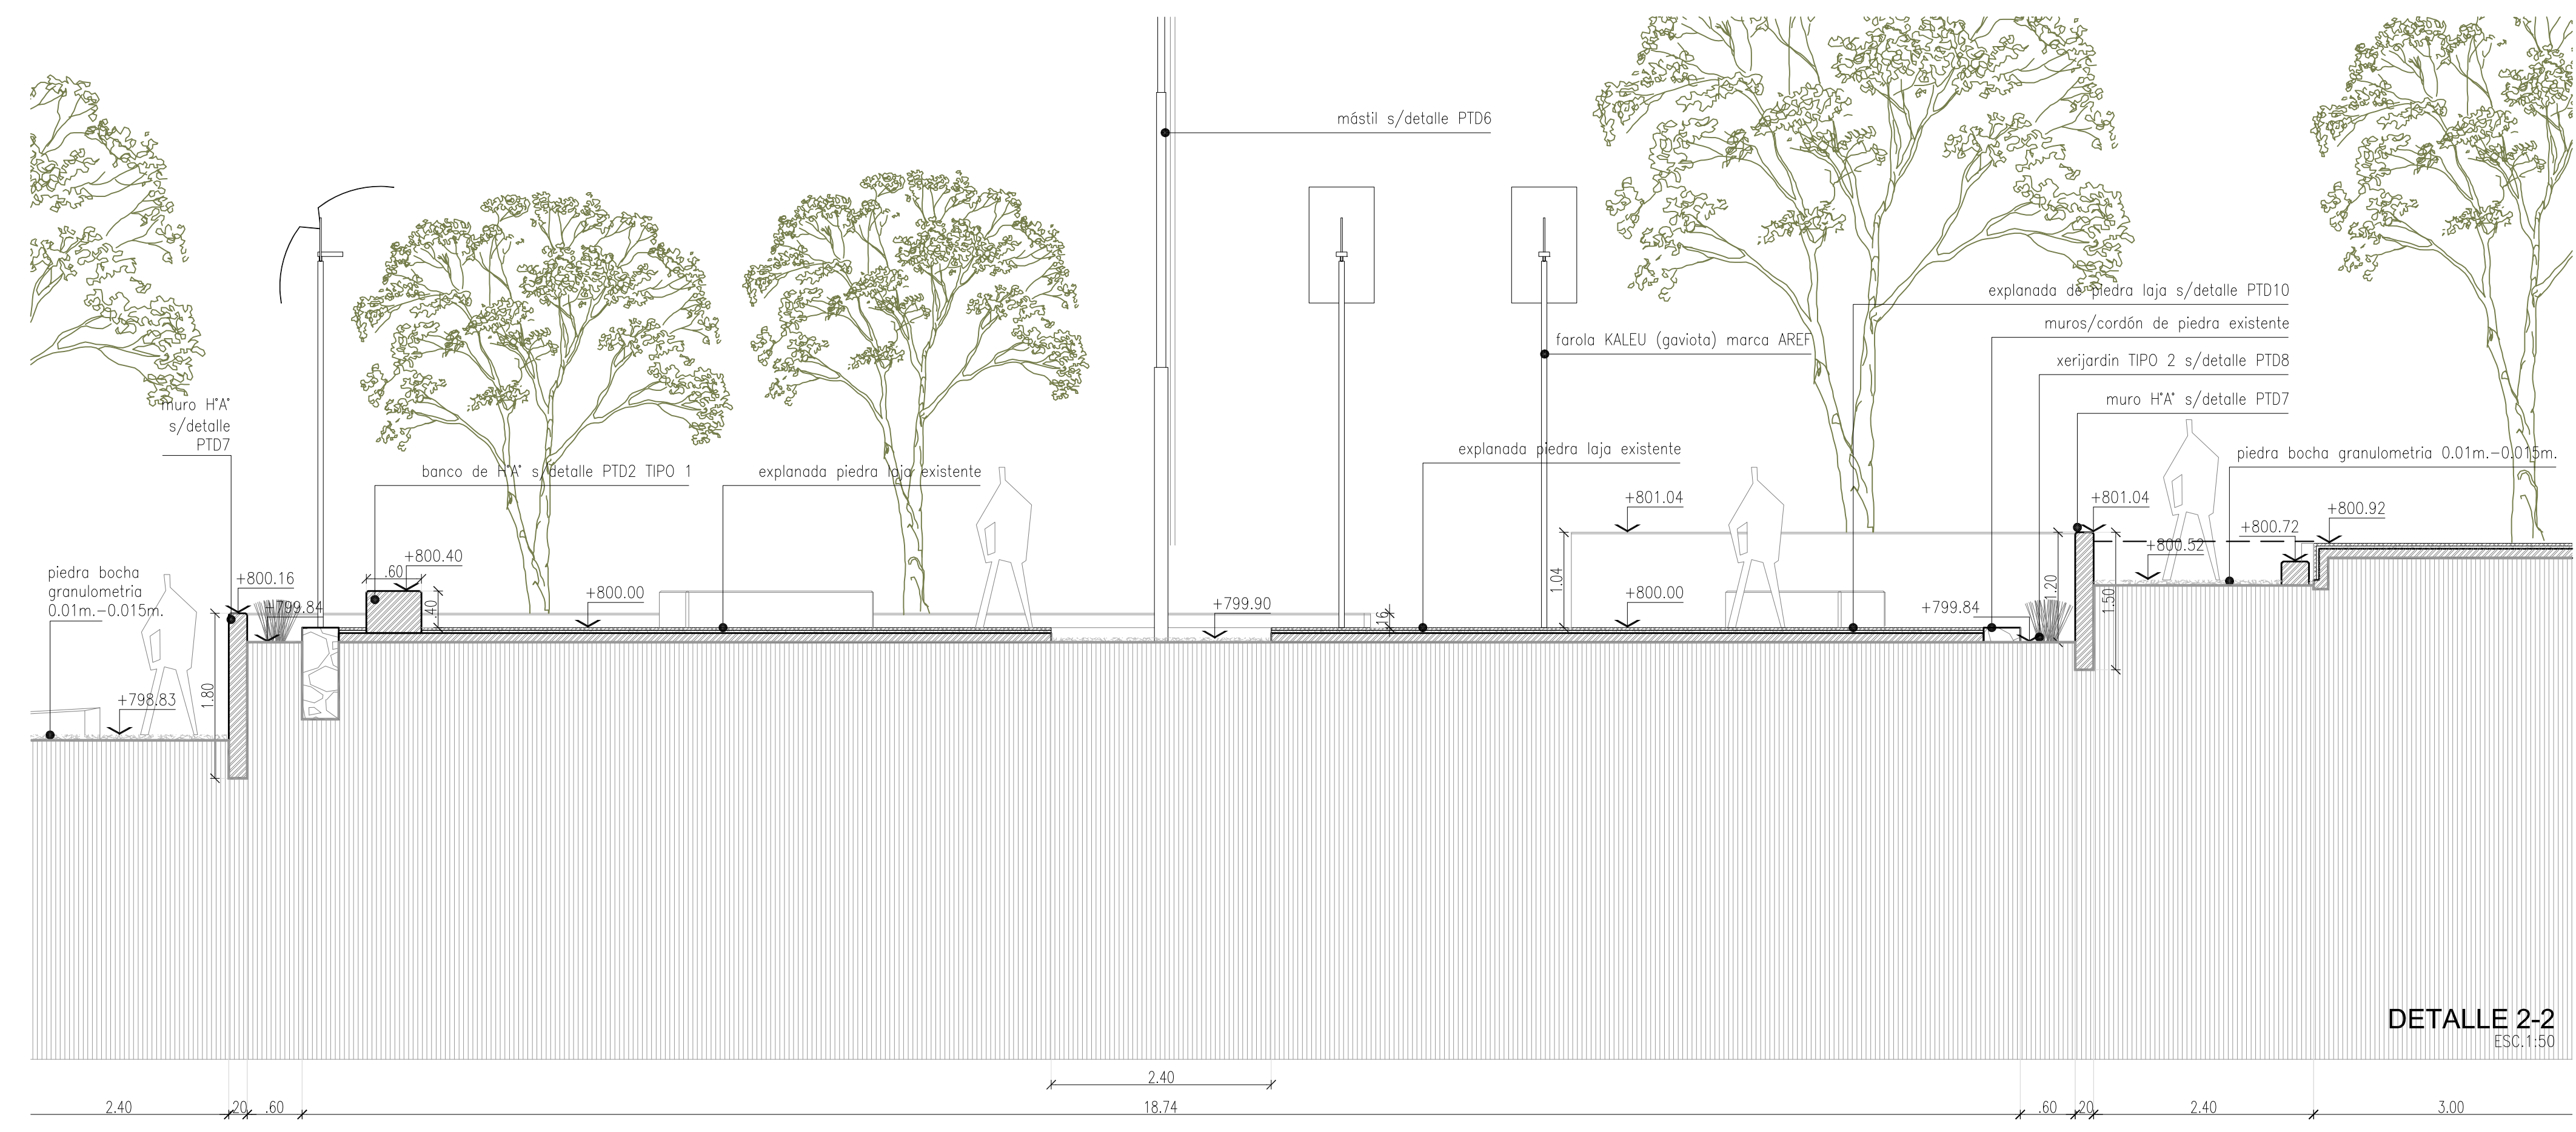 mástil s/detalle PTD6
explanada de piedra laja s/detalle PTD10
muros/cordón de piedra existente
farola KALEU (gaviota) marca AREF
xerijardin TIPO 2 s/detalle PTD8
muro H°A° s/detalle PTD7
muro H°A°
s/detalle
PTD7
banco de H°A° s/detalle PTD2 TIPO 1
explanada piedra laja existente
explanada piedra laja existente
piedra bocha granulometria 0.01m.-0.015m.
+801.04
+801.04
+800.92
+800.72
+800.52
+800.40
.60
.40
piedra bocha
granulometria
0.01m.-0.015m.
+800.16
+799.84
+800.00
+799.90
.16
1.04
+800.00
+799.84
1.20
1.50
+798.83
1.80
DETALLE 2-2
ESC.1:50
2.40
2.40
.20
.60
18.74
.60
.20
2.40
3.00